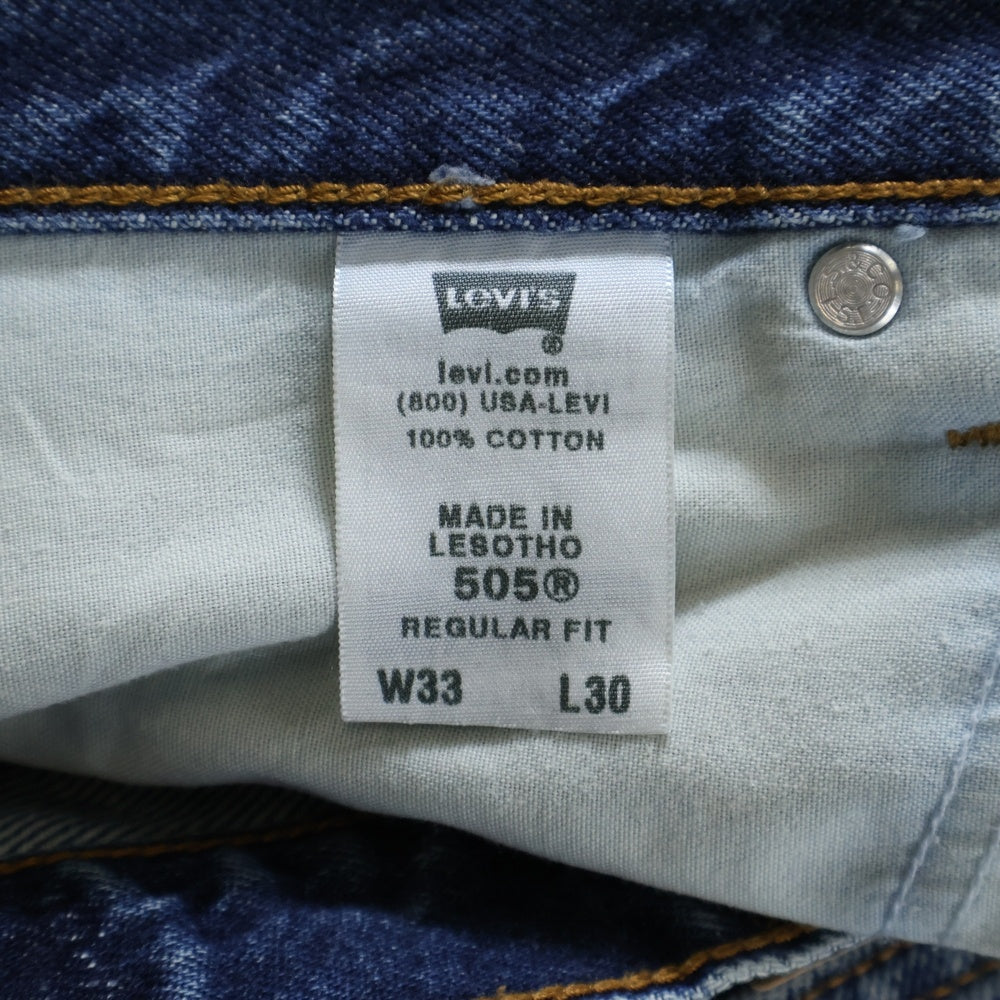 LEVI'S
®
levi.com
(800) USA-LEVI
100% COTTON
MADE IN
LESOTHO
505®
REGULAR FIT
W33 L30